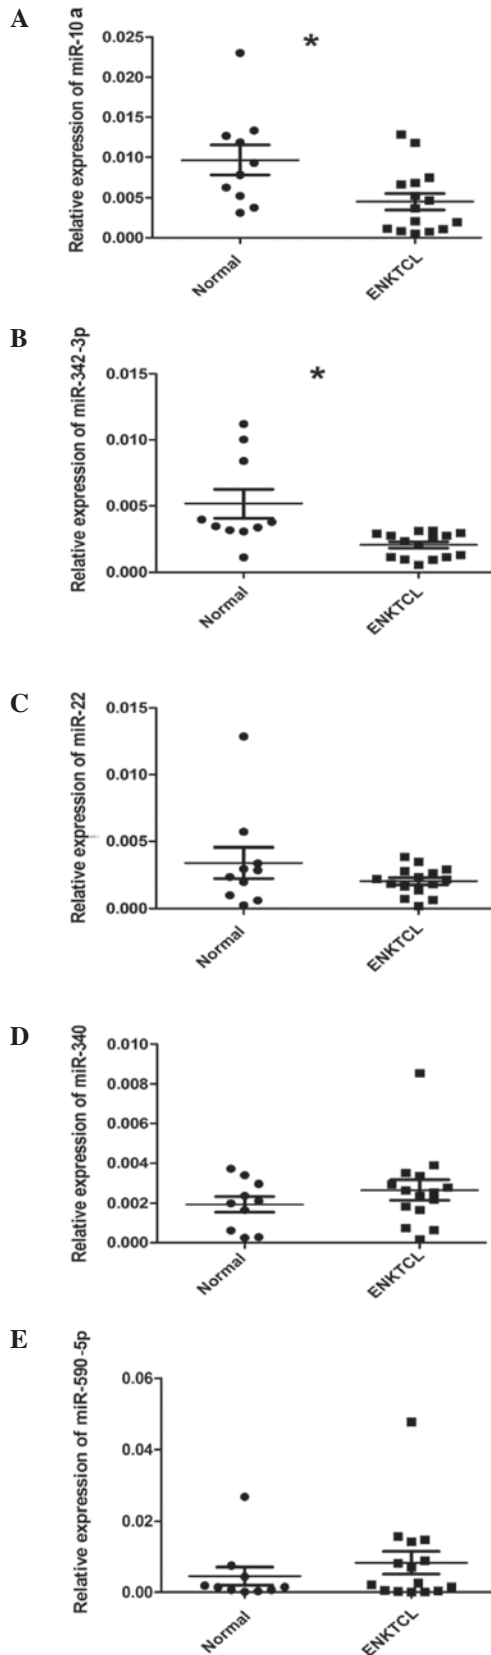 A
Relative expression of miR-10 a
0.025
0.020
0.015
0.010
0.005
0.000
*
Normal
ENKTCL
B
Relative expression of miR-342-3p
0.015
0.010
0.005
0.000
*
Normal
ENKTCL
C
Relative expression of miR-22
0.015
0.010
0.005
0.000
Normal
ENKTCL
D
Relative expression of miR-340
0.010
0.008
0.006
0.004
0.002
0.000
Normal
ENKTCL
E
Relative expression of miR-590-5p
0.06
0.04
0.02
0.00
Normal
ENKTCL